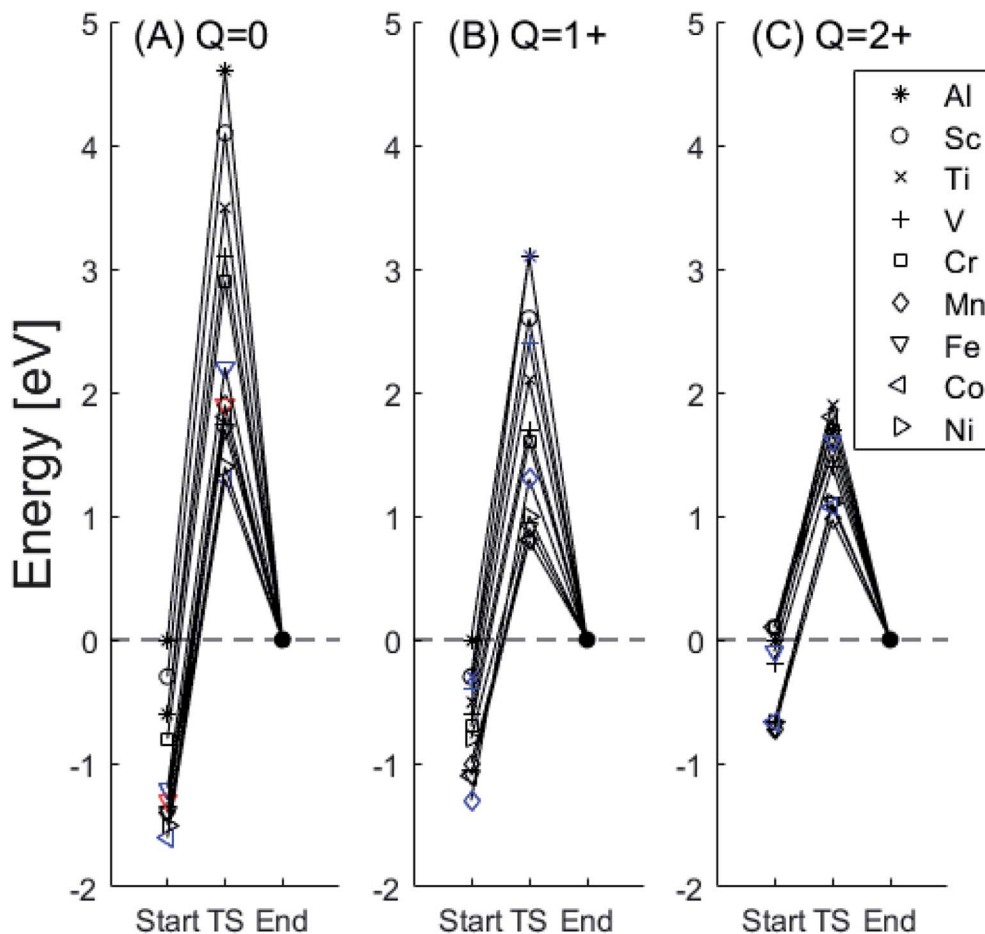 (A) Q=0
(B) Q=1+
(C) Q=2+
Energy [eV]
5
4
3
2
1
0
-1
-2
Start TS End
5
4
3
2
1
0
-1
-2
Start TS End
5
4
3
2
1
0
-1
-2
Start TS End
Al
Sc
Ti
V
Cr
Mn
Fe
Co
Ni